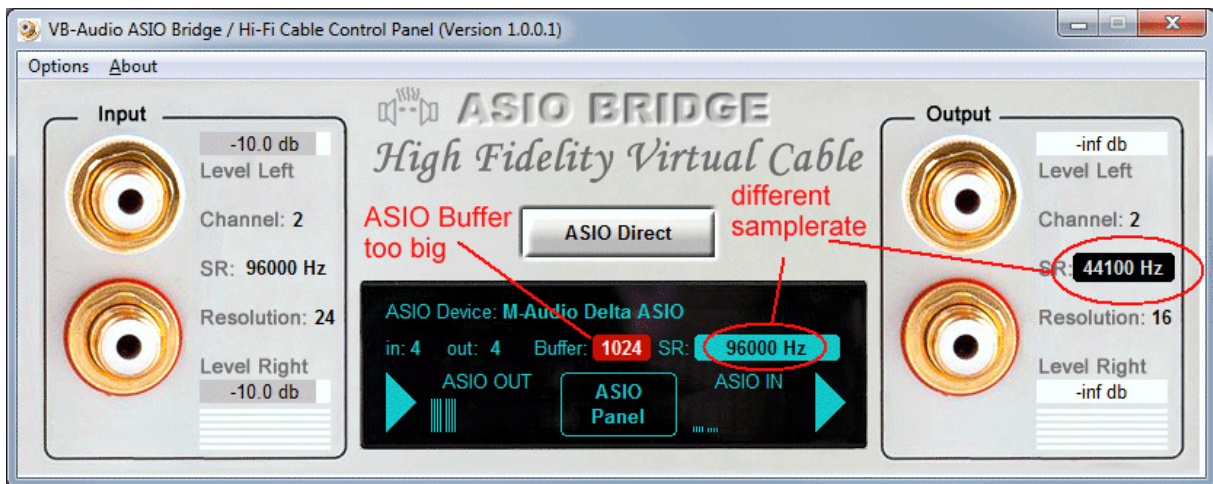 VB-Audio ASIO Bridge / Hi-Fi Cable Control Panel (Version 1.0.0.1)
Options About
Input
-10.0 db
Level Left
Channel: 2
SR: 96000 Hz
Resolution: 24
Level Right
-10.0 db
ASIO BRIDGE
High Fidelity Virtual Cable
ASIO Buffer
too big
different
samplerate
ASIO Direct
ASIO Device: M-Audio Delta ASIO
in: 4 out: 4 Buffer: 1024 SR: 96000 Hz
ASIO OUT
ASIO
Panel
ASIO IN
Output
-inf db
Level Left
Channel: 2
SR: 44100 Hz
Resolution: 16
Level Right
-inf db